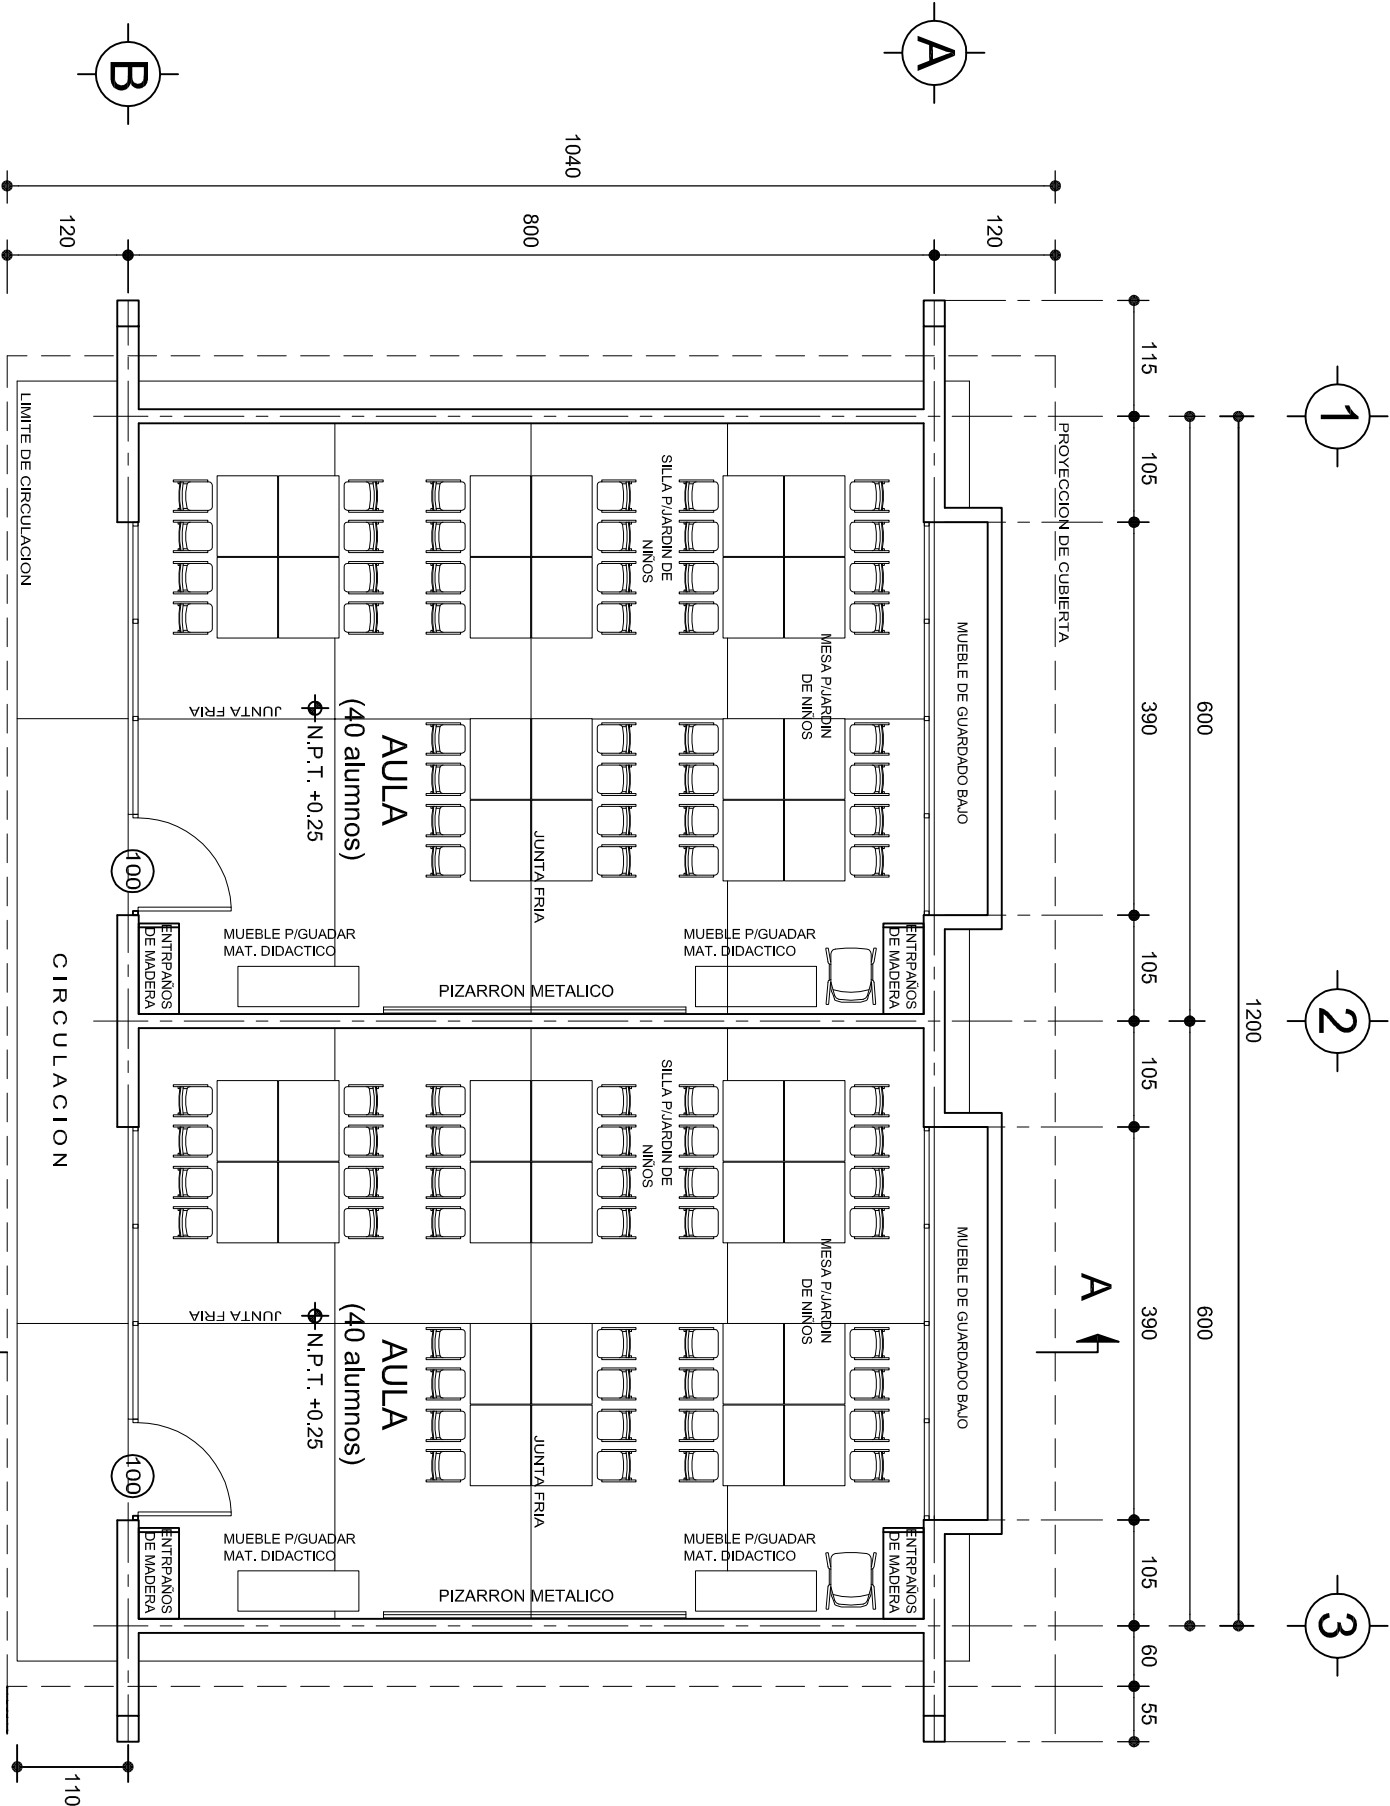 1
2
3
1200
600
600
115
105
390
105
105
390
105
60
55
A
B
1040
120
800
120
110
PROYECCION DE CUBIERTA
A
MUEBLE DE GUARDADO BAJO
MUEBLE DE GUARDADO BAJO
SILLA P/JARDIN DE
NIÑOS
MESA P/JARDIN
DE NIÑOS
JUNTA FRIA
AULA
(40 alumnos)
N.P.T. +0.25
JUNTA FRIA
100
ENTRPAÑOS
DE MADERA
MUEBLE P/GUADAR
MAT. DIDACTICO
PIZARRON METALICO
MUEBLE P/GUADAR
MAT. DIDACTICO
ENTRPAÑOS
DE MADERA
SILLA P/JARDIN DE
NIÑOS
MESA P/JARDIN
DE NIÑOS
JUNTA FRIA
AULA
(40 alumnos)
N.P.T. +0.25
JUNTA FRIA
100
ENTRPAÑOS
DE MADERA
MUEBLE P/GUADAR
MAT. DIDACTICO
PIZARRON METALICO
MUEBLE P/GUADAR
MAT. DIDACTICO
ENTRPAÑOS
DE MADERA
CIRCULACION
LIMITE DE CIRCULACION